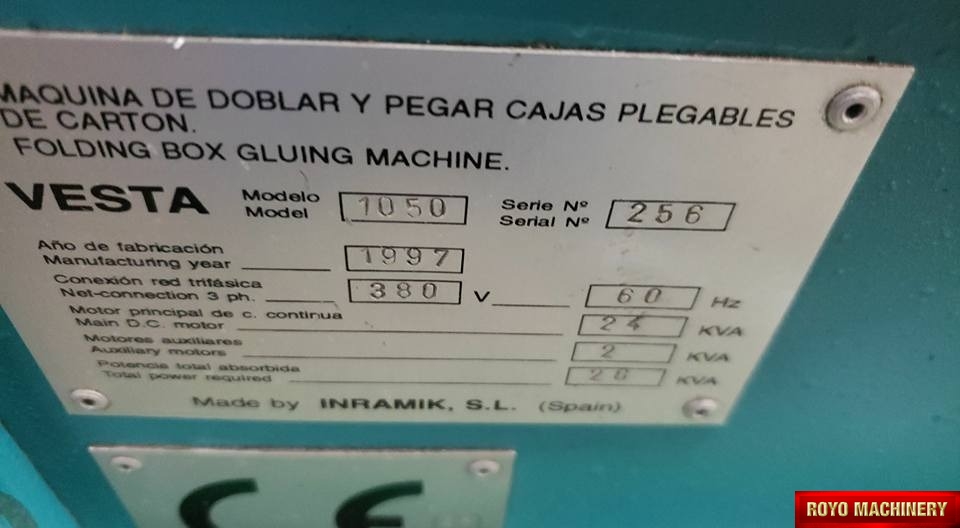 MAQUINA DE DOBLAR Y PEGAR CAJAS PLEGABLES
DE CARTON.
FOLDING BOX GLUING MACHINE.
VESTA Modelo 1050 Serie Nº 256
Model Serial Nº
Año de fabricación
Manufacturing year 1997
Conexión red trifásica
Net-connection 3 ph. 380 V 60 Hz
Motor principal de c. continua
Main D.C. motor 24 KVA
Motores auxiliares
Auxiliary motors 2 KVA
Potencia total absorbida
Total power required KVA
Made by INRAMIK, S.L. (Spain)
CE
ROYO MACHINERY